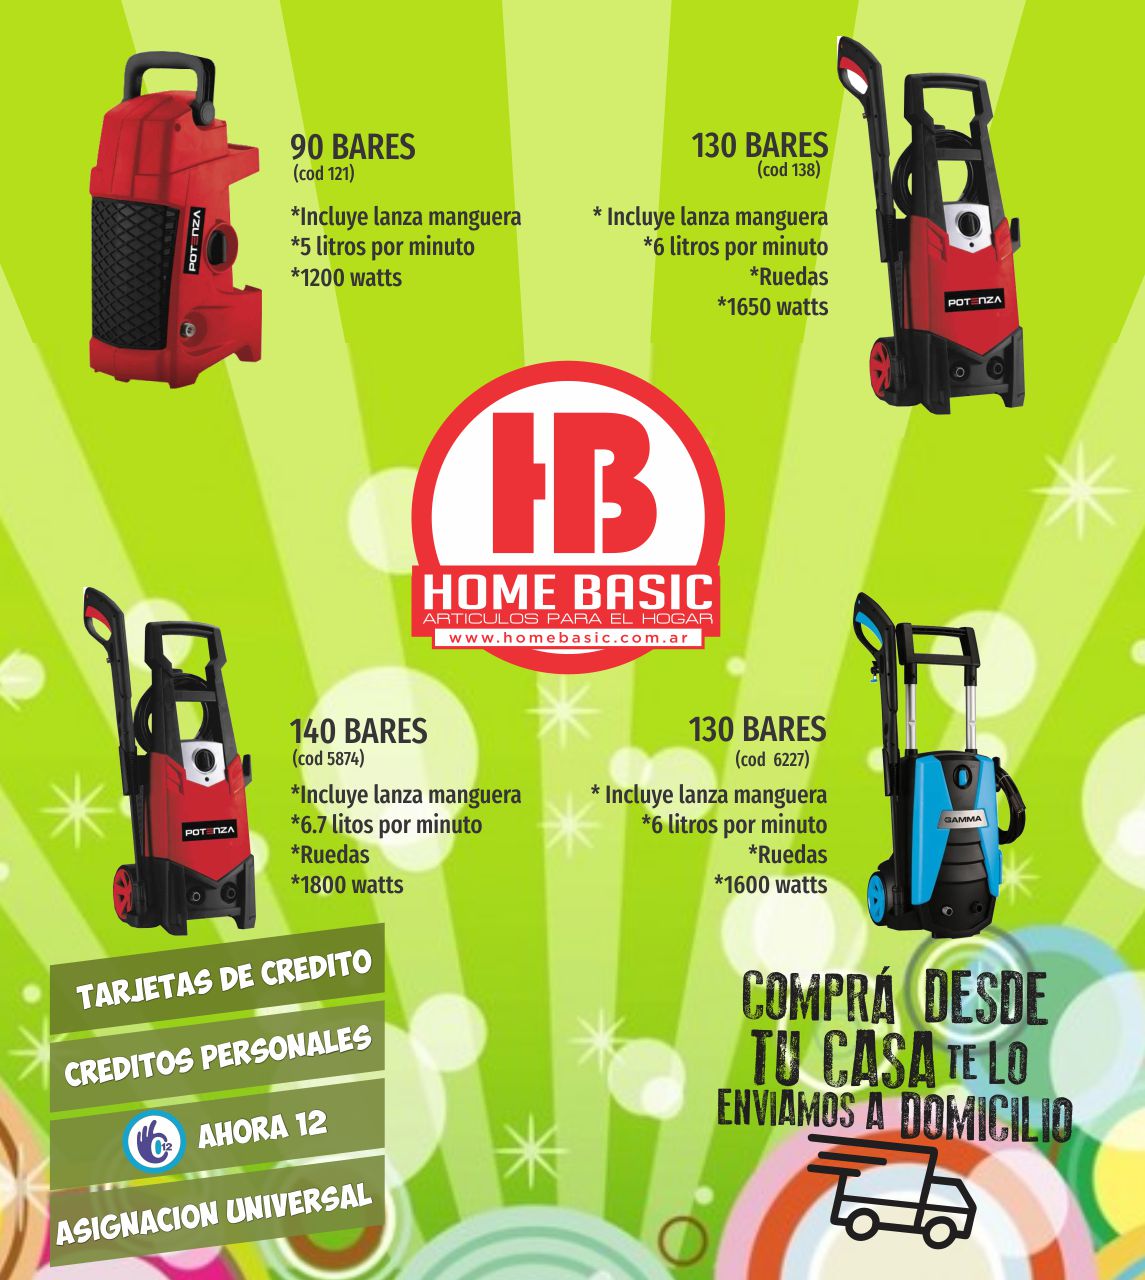 90 BARES
(cod 121)
*Incluye lanza manguera
*5 litros por minuto
*1200 watts
POTENZA
130 BARES
(cod 138)
* Incluye lanza manguera
*6 litros por minuto
*Ruedas
*1650 watts
POTENZA
HB
HOME BASIC
ARTICULOS PARA EL HOGAR
www.homebasic.com.ar
140 BARES
(cod 5874)
*Incluye lanza manguera
*6.7 litos por minuto
*Ruedas
*1800 watts
POTENZA
130 BARES
(cod 6227)
* Incluye lanza manguera
*6 litros por minuto
*Ruedas
*1600 watts
GAMMA
TARJETAS DE CREDITO
CREDITOS PERSONALES
12
AHORA 12
ASIGNACION UNIVERSAL
COMPRÁ DESDE
TU CASA TE LO
ENVIAMOS A DOMICILIO